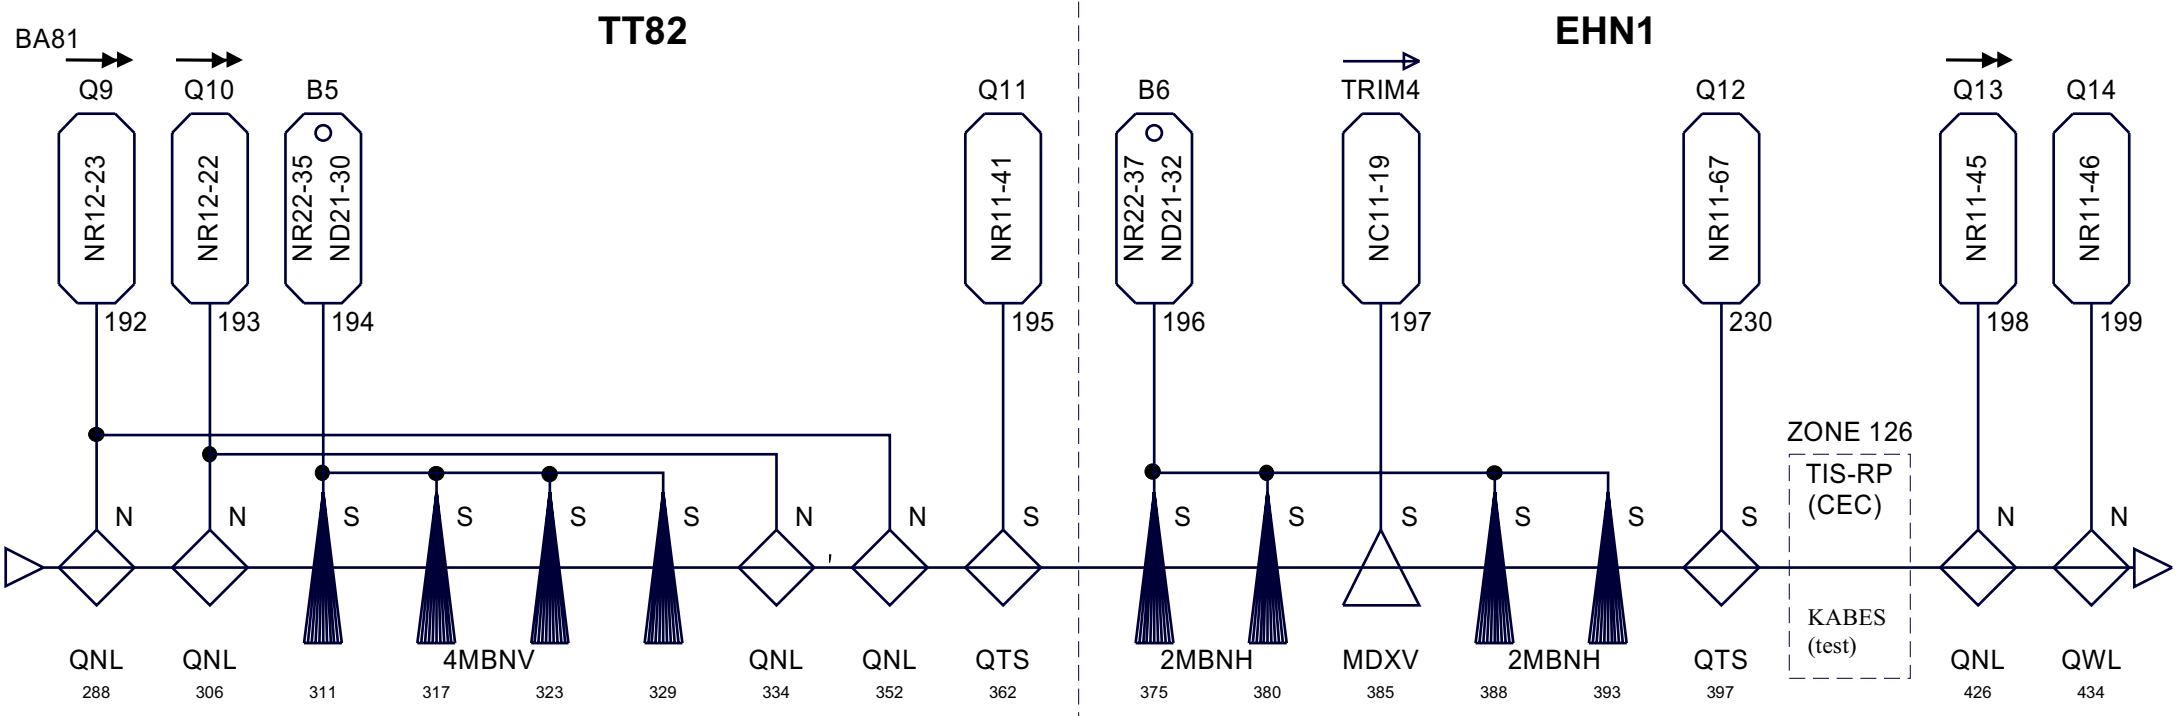 TT82
EHN1
BA81
Q9
Q10
B5
Q11
B6
TRIM4
Q12
Q13
Q14
NR12-23
NR12-22
NR22-35
ND21-30
NR11-41
NR22-37
ND21-32
NC11-19
NR11-67
NR11-45
NR11-46
192
193
194
195
196
197
230
198
199
ZONE 126
TIS-RP
(CEC)
N
N
S
S
S
S
N
N
S
S
S
S
S
S
S
N
N
'
KABES
(test)
QNL
QNL
4MBNV
QNL
QNL
QTS
2MBNH
MDXV
2MBNH
QTS
QNL
QWL
288
306
311
317
323
329
334
352
362
375
380
385
388
393
397
426
434